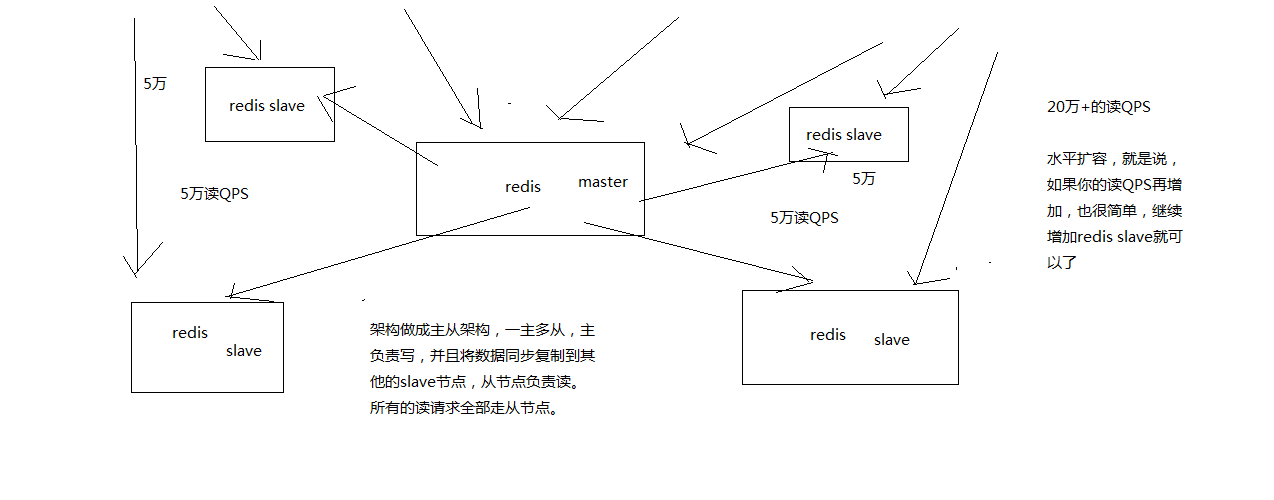 5万
redis slave
5万读QPS
redis
master
redis slave
5万
5万读QPS
20万+的读QPS
水平扩容，就是说，
如果你的读QPS再增
加，也很简单，继续
增加redis slave就可
以了
redis
slave
架构做成主从架构，一主多从，主
负责写，并且将数据同步复制到其
他的slave节点，从节点负责读。
所有的读请求全部走从节点。
redis
slave